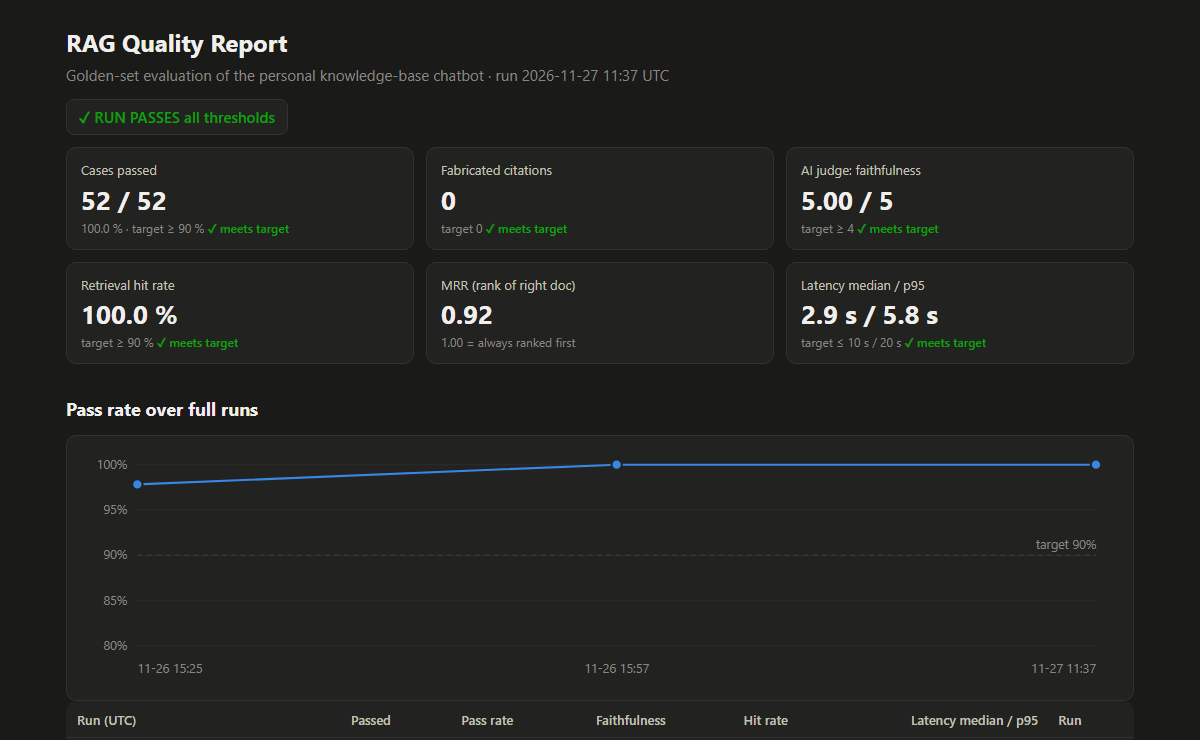 RAG Quality Report
Golden-set evaluation of the personal knowledge-base chatbot · run 2026-11-27 11:37 UTC
✓ RUN PASSES all thresholds
Cases passed
52 / 52
100.0 % · target ≥ 90 % ✓ meets target
Fabricated citations
0
target 0 ✓ meets target
AI judge: faithfulness
5.00 / 5
target ≥ 4 ✓ meets target
Retrieval hit rate
100.0 %
target ≥ 90 % ✓ meets target
MRR (rank of right doc)
0.92
1.00 = always ranked first
Latency median / p95
2.9 s / 5.8 s
target ≤ 10 s / 20 s ✓ meets target
Pass rate over full runs
100%
95%
90%
target 90%
85%
80%
11-26 15:25 11-26 15:57 11-27 11:37
Run (UTC) Passed Pass rate Faithfulness Hit rate Latency median / p95 Run